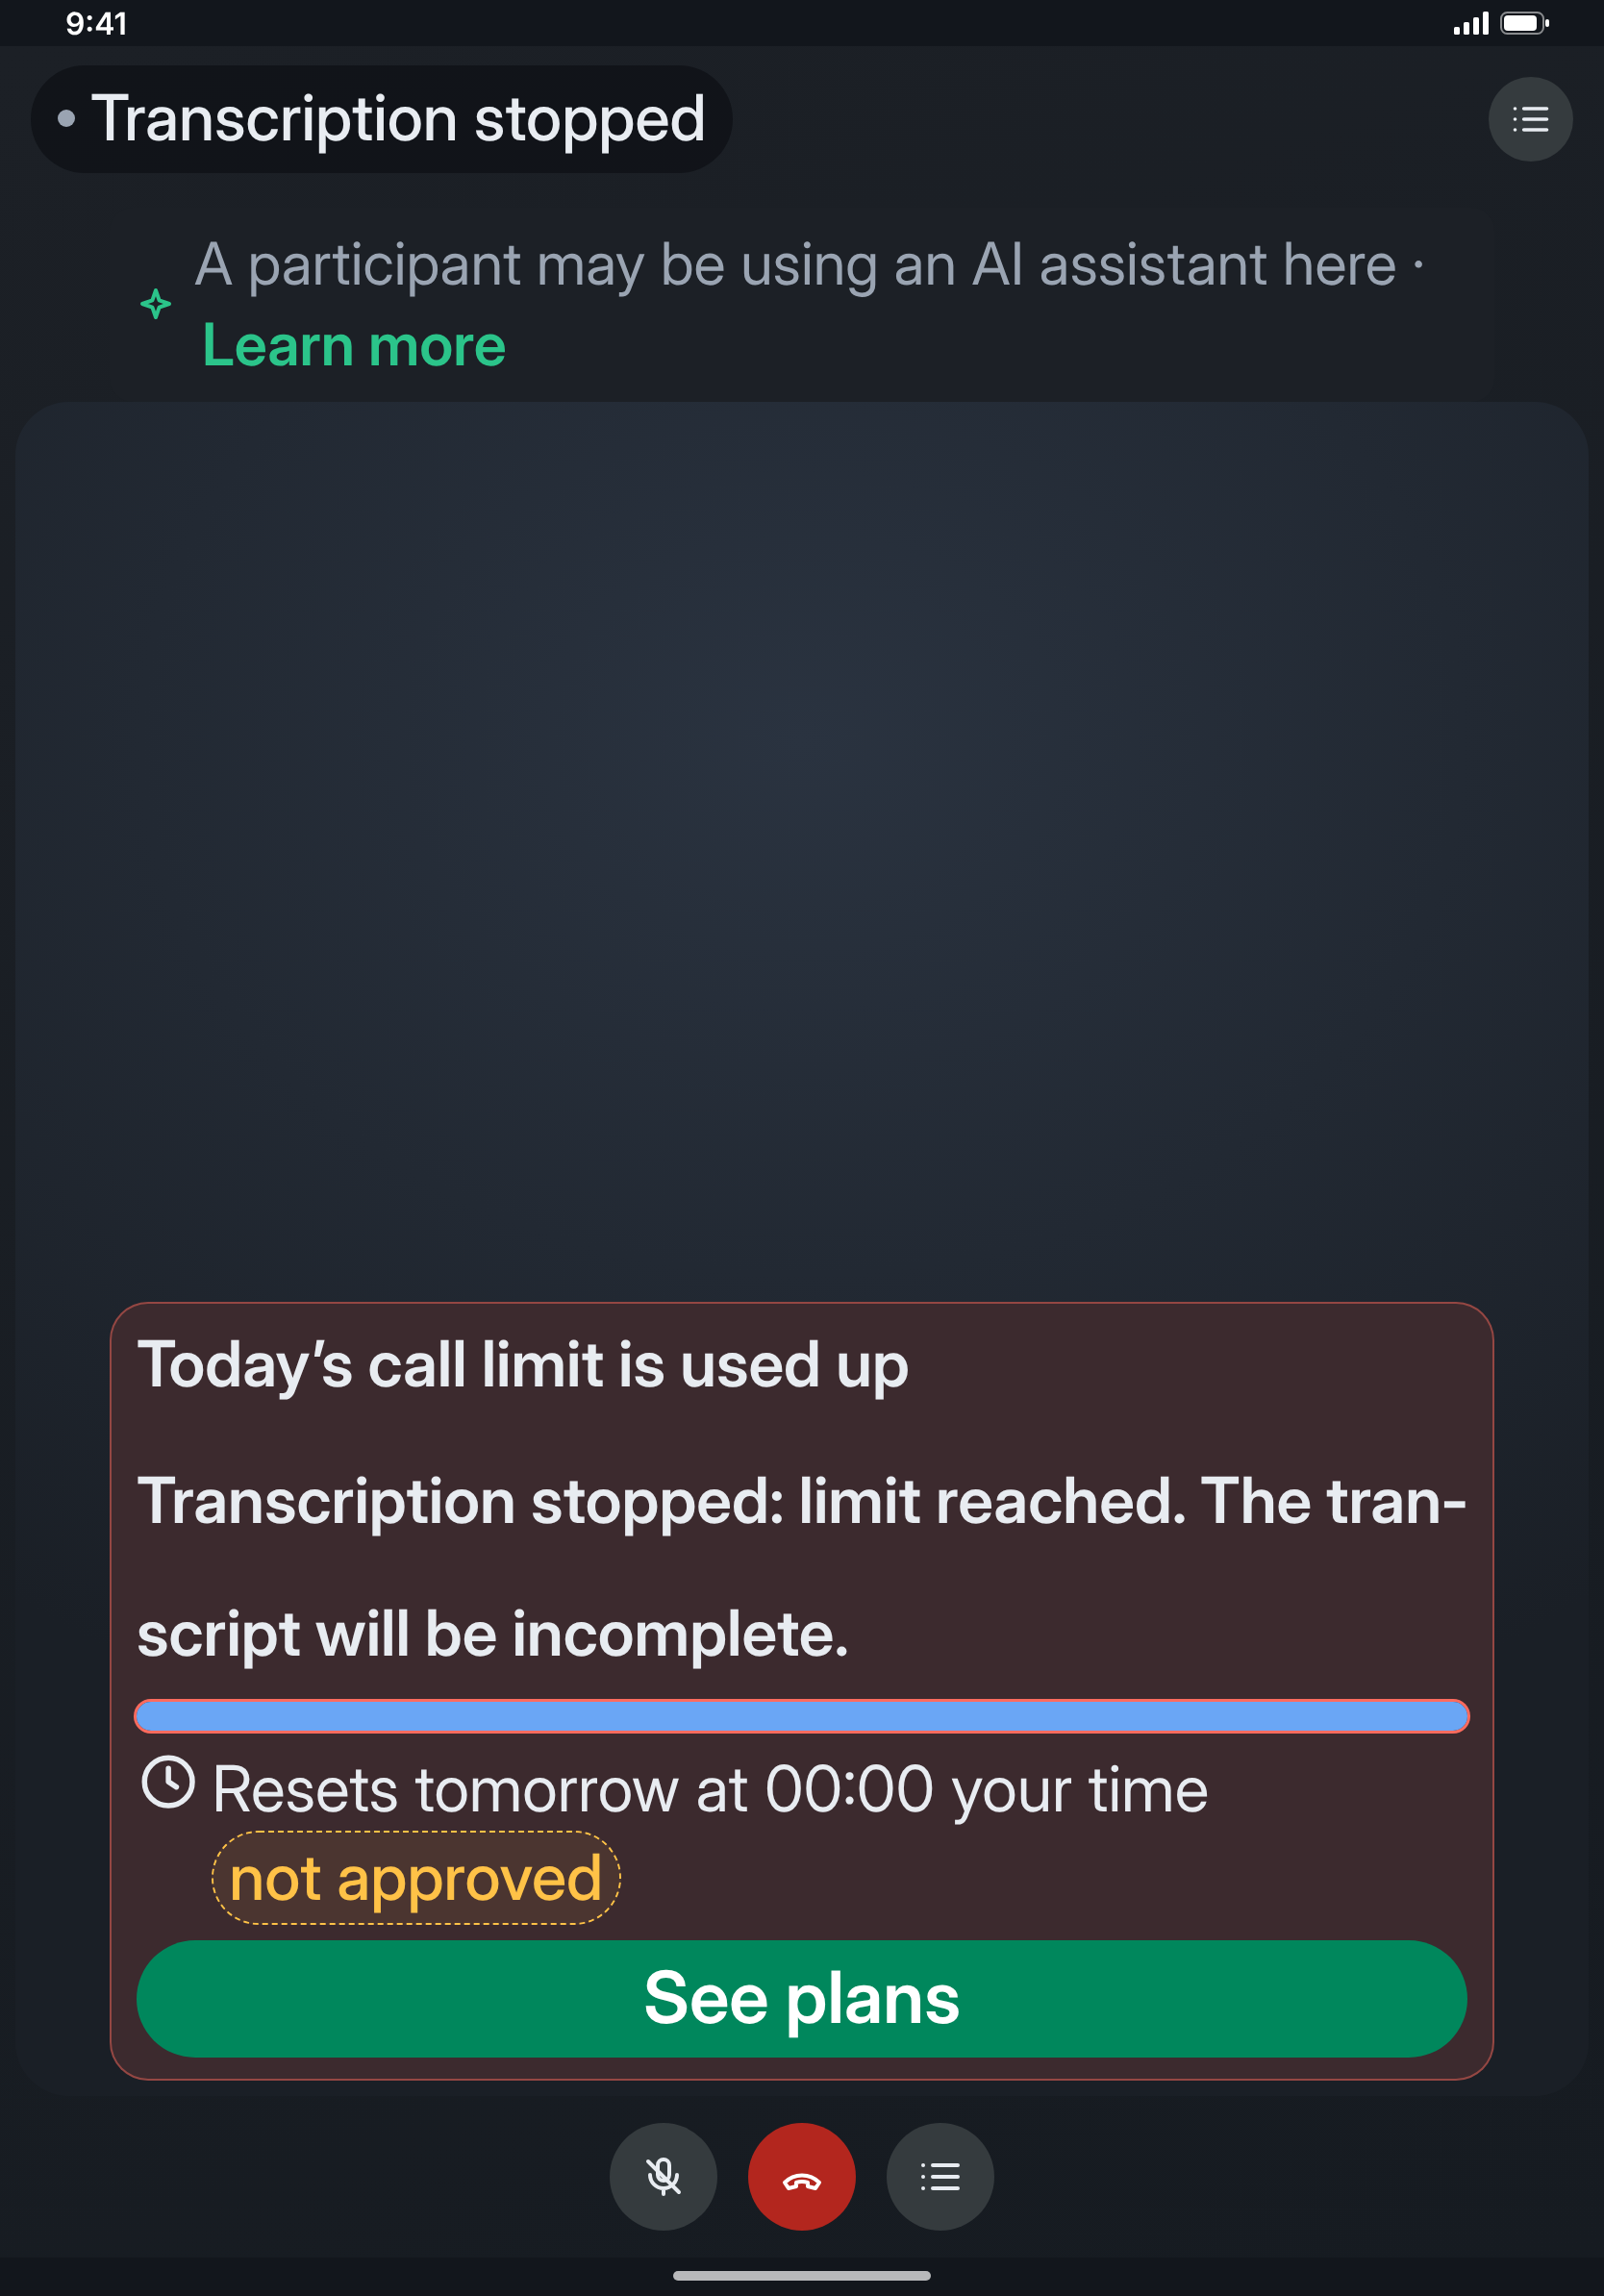 9:41
Transcription stopped
A participant may be using an AI assistant here ·
Learn more
Today’s call limit is used up
Transcription stopped: limit reached. The tran-
script will be incomplete.
Resets tomorrow at 00:00 your time
not approved
See plans